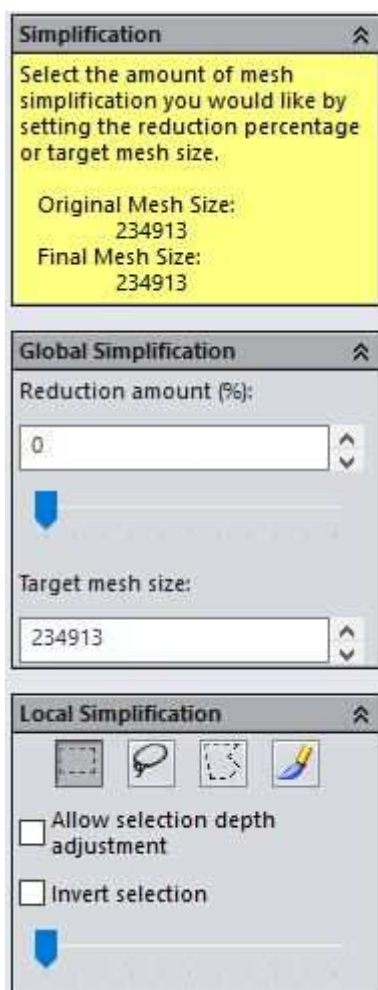 Simplification
Select the amount of mesh
simplification you would like by
setting the reduction percentage
or target mesh size.
Original Mesh Size:
234913
Final Mesh Size:
234913
Global Simplification
Reduction amount (%):
0
Target mesh size:
234913
Local Simplification
Allow selection depth
adjustment
Invert selection